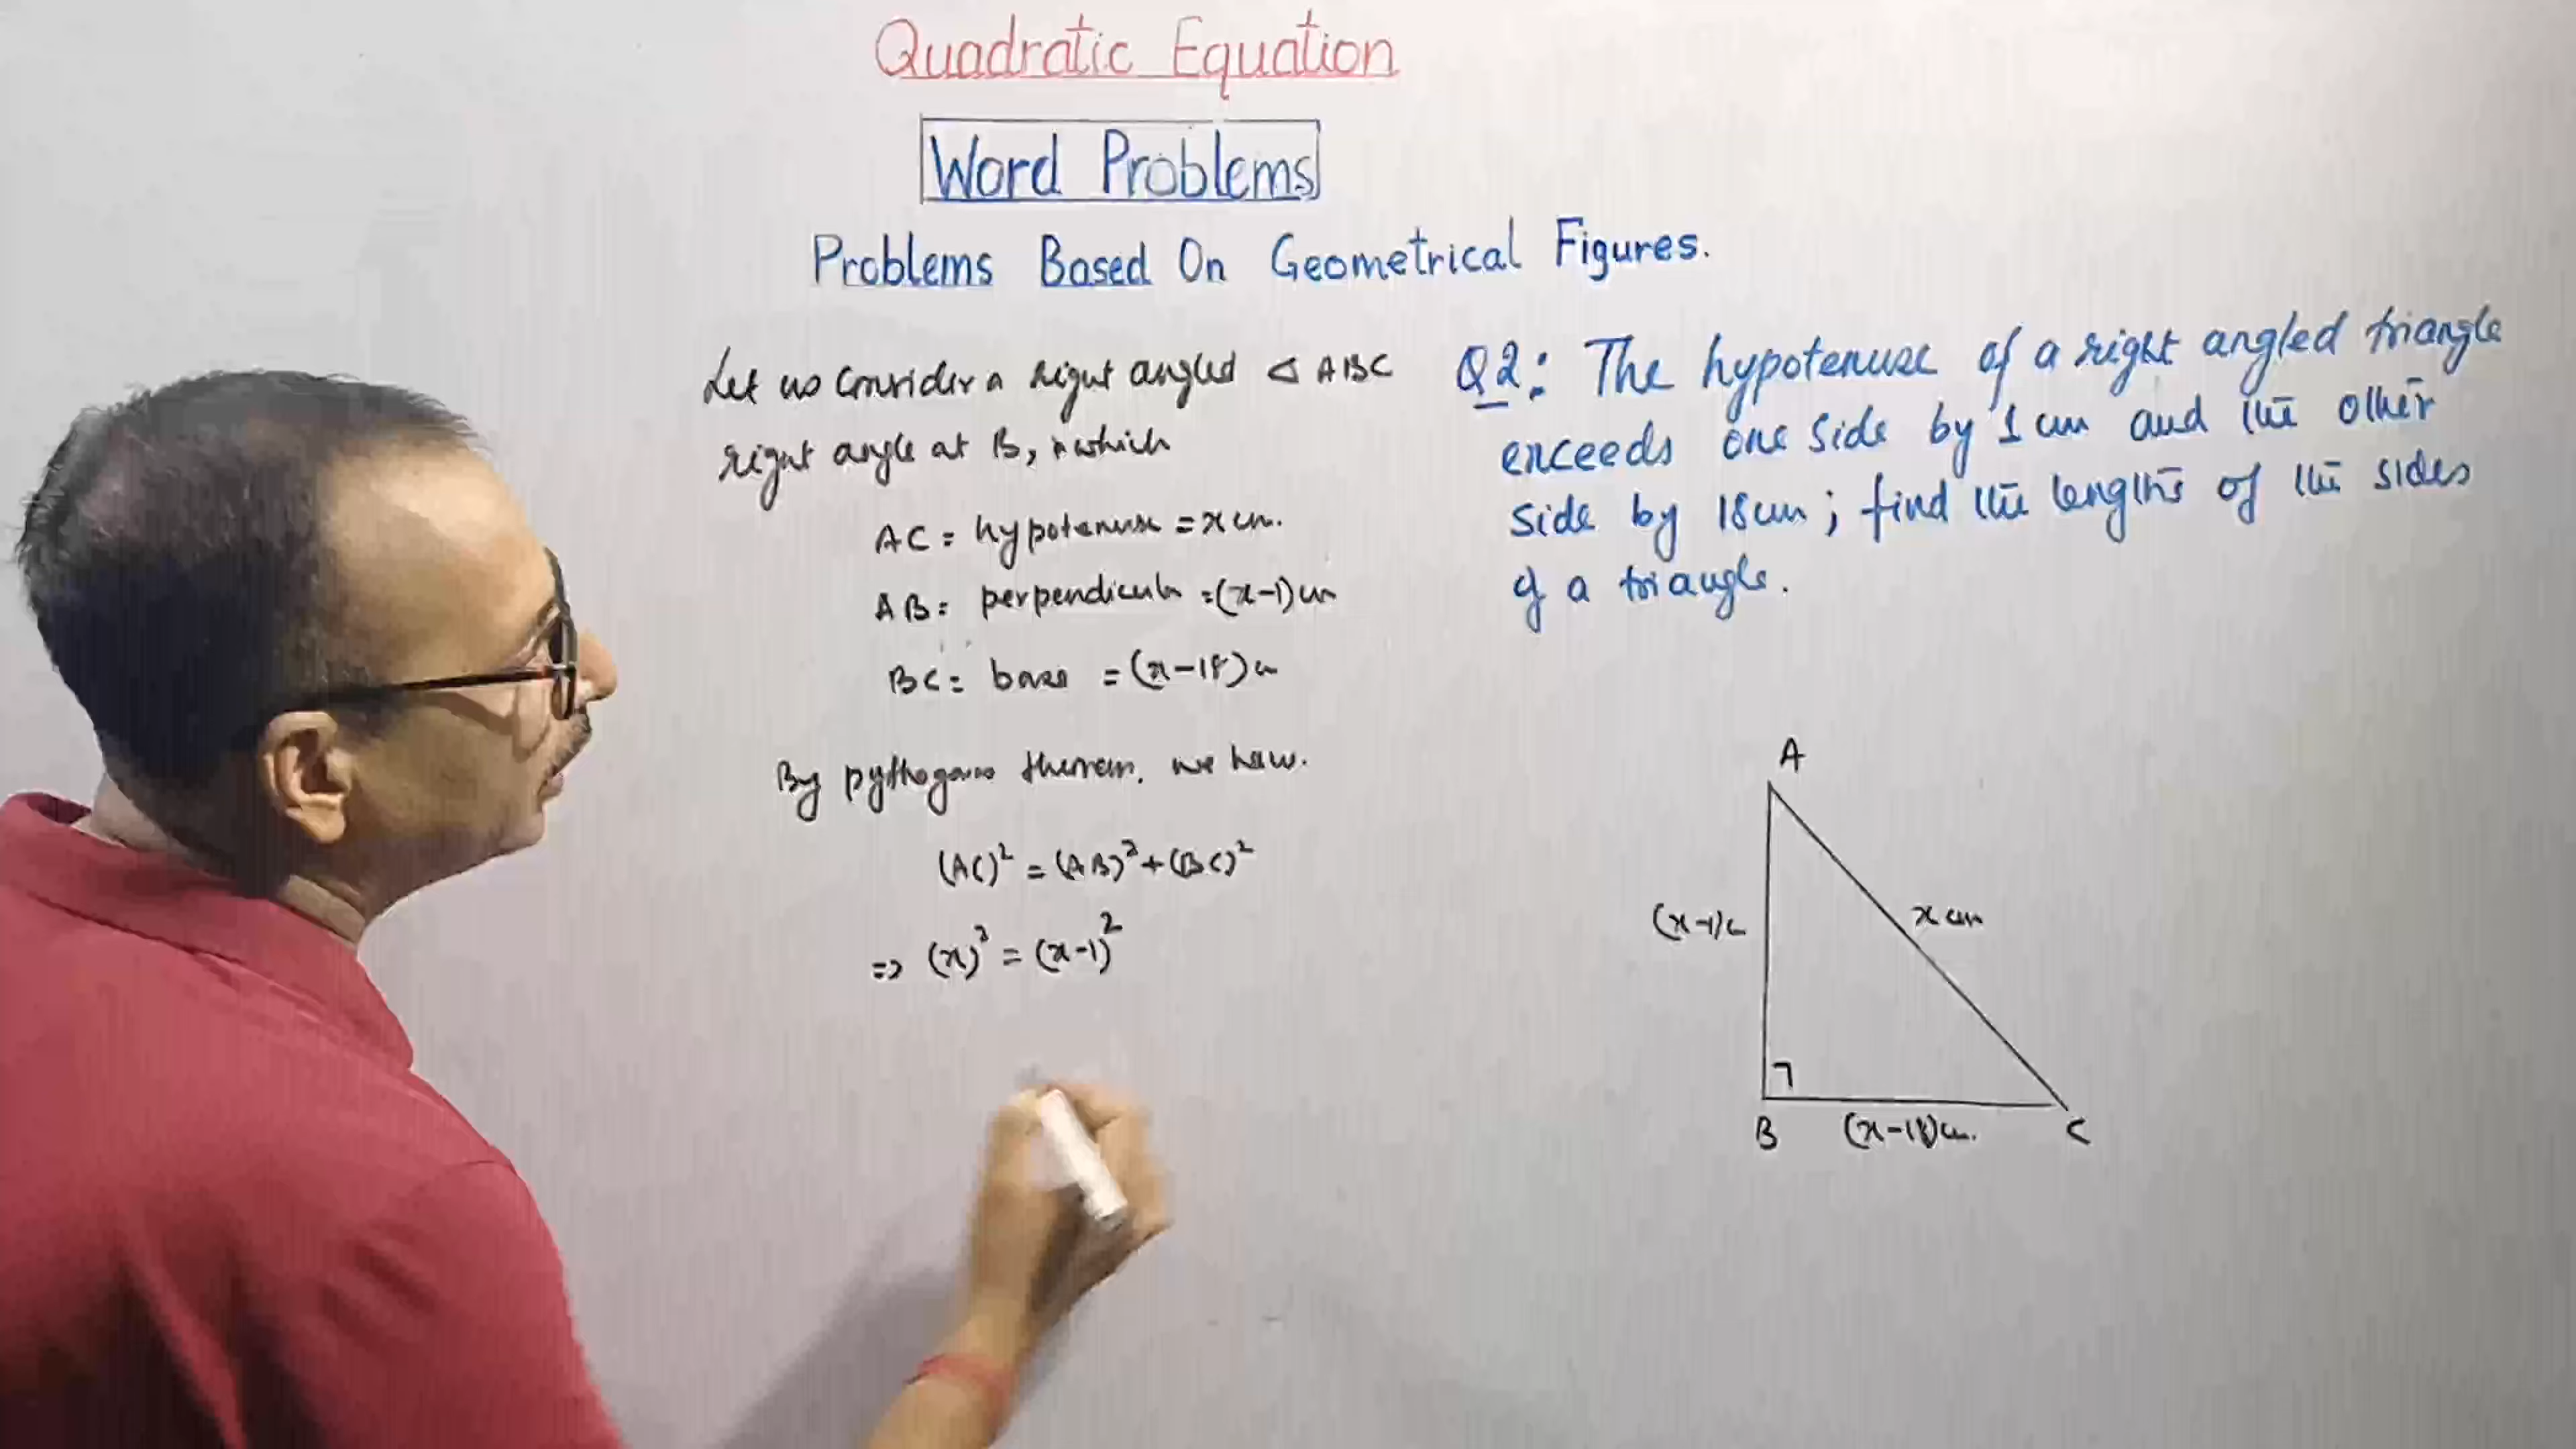 Quadratic Equation
Word Problems
Problems Based On Geometrical Figures.
Let us consider a right angled △ ABC
right angle at B, in which
AC = hypotenuse = x cm.
AB = perpendicular = (x-1) cm
BC = base = (x-18) cm
By pythagoras theorem, we have.
(AC)² = (AB)² + (BC)²
⇒ (x)² = (x-1)²
Q2: The hypotenuse of a right angled triangle
exceeds one side by 1 cm and the other
side by 18cm; find the lengths of the sides
of a triangle.
A
(x-1)c
x cm
B
(x-18)cm.
C